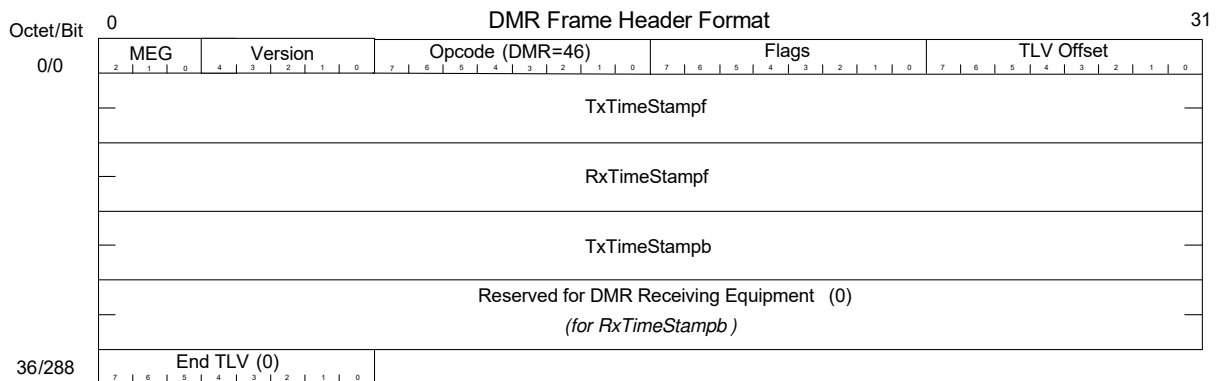 DMR Frame Header Format
Octet/Bit 0 31
MEG Version Opcode (DMR=46) Flags TLV Offset
0/0 2 1 0 4 3 2 1 0 7 6 5 4 3 2 1 0 7 6 5 4 3 2 1 0 7 6 5 4 3 2 1 0
TxTimeStampf
RxTimeStampf
TxTimeStampb
Reserved for DMR Receiving Equipment (0)
(for RxTimeStampb)
End TLV (0)
36/288 7 6 5 4 3 2 1 0